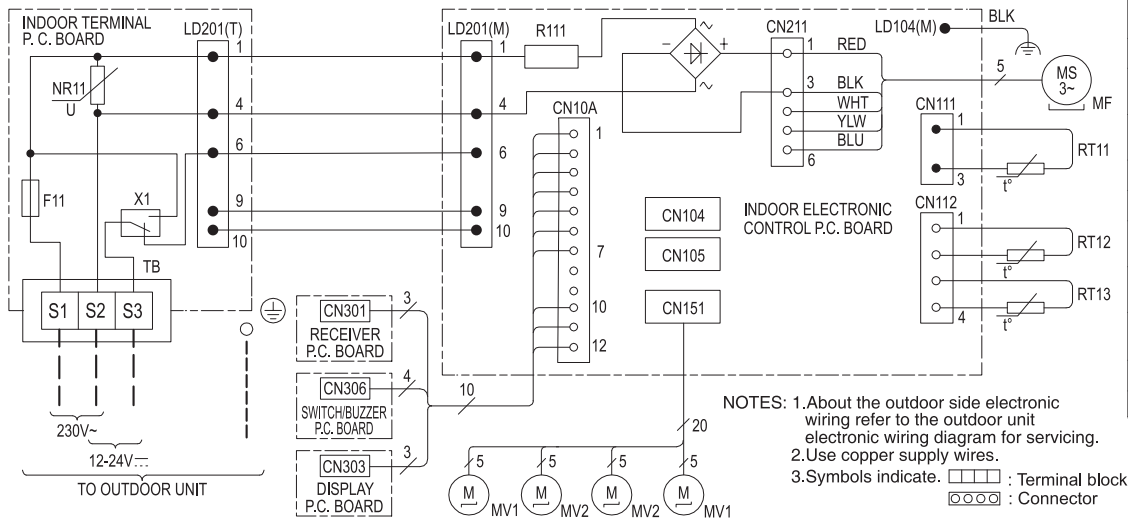 INDOOR TERMINAL
P. C. BOARD
LD201(T)
1
4
6
9
10
NR11
U
F11
X1
TB
S1 S2 S3
230V~
12-24V⎓
TO OUTDOOR UNIT
LD201(M)
1
4
6
9
10
R111
~
− +
~
CN211
1
3
6
RED
BLK
WHT
YLW
BLU
LD104(M)
BLK
5
MS
3~
MF
CN10A
1
7
10
12
CN104
CN105
CN151
INDOOR ELECTRONIC
CONTROL P.C. BOARD
CN111
1
3
t°
RT11
CN112
1
4
t°
RT12
t°
RT13
CN301
3
RECEIVER
P.C. BOARD
CN306
4
SWITCH/BUZZER
P.C. BOARD
CN303
3
DISPLAY
P.C. BOARD
10
20
5 5 5 5
M MV1
M MV2
M MV2
M MV1
NOTES: 1.About the outdoor side electronic
wiring refer to the outdoor unit
electronic wiring diagram for servicing.
2.Use copper supply wires.
3.Symbols indicate. : Terminal block
: Connector